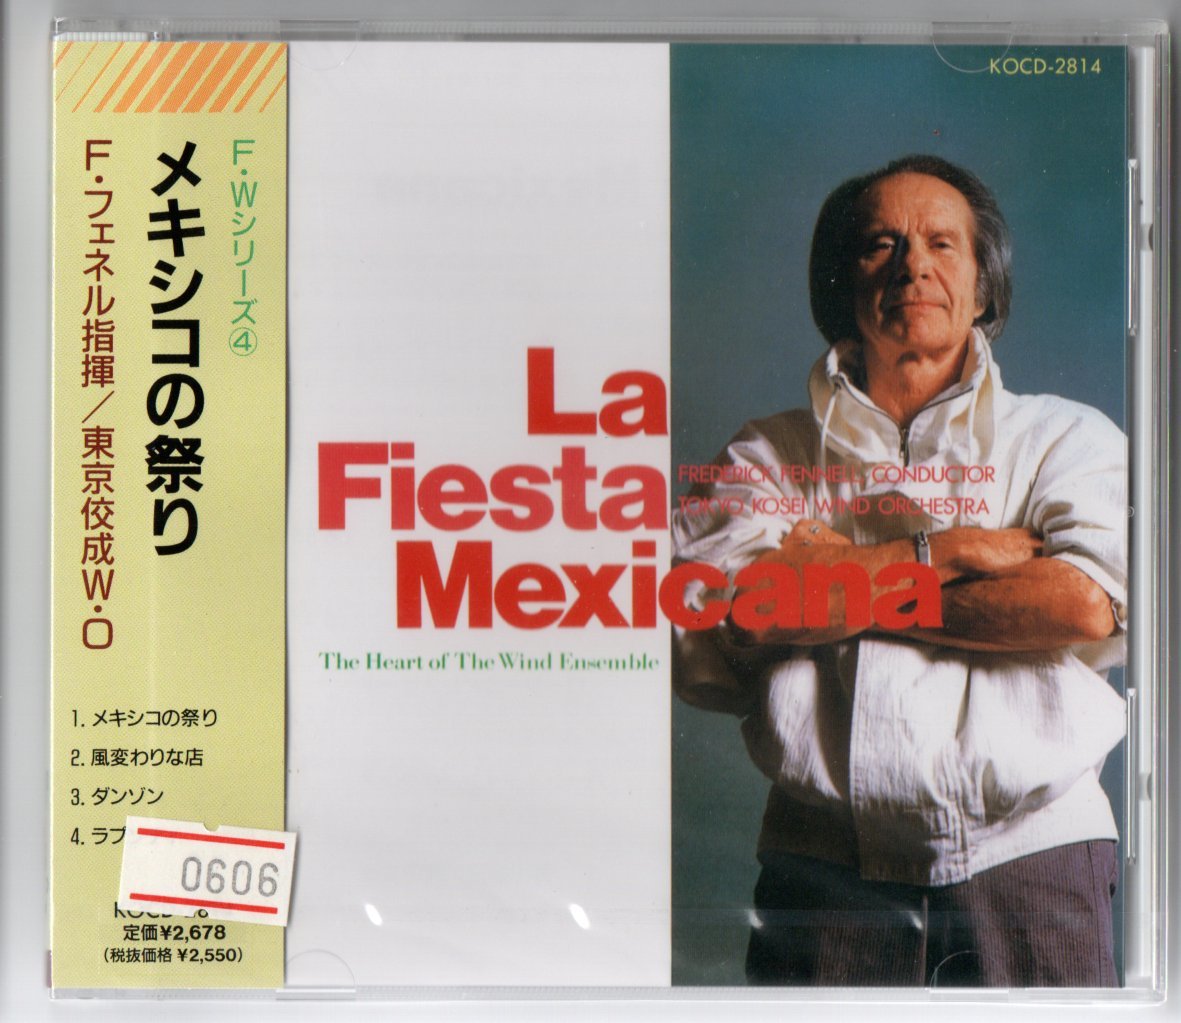 KOCD-2814
F・Wシリーズ④
メキシコの祭り
F・フェネル指揮／東京佼成W・O
1. メキシコの祭り
2. 風変わりな店
3. ダンゾン
4. ラプ
0606
定価¥2,678
（税抜価格 ¥2,550）
La
Fiesta
Mexicana
The Heart of The Wind Ensemble
FREDERICK FENNELL, CONDUCTOR
TOKYO KOSEI WIND ORCHESTRA